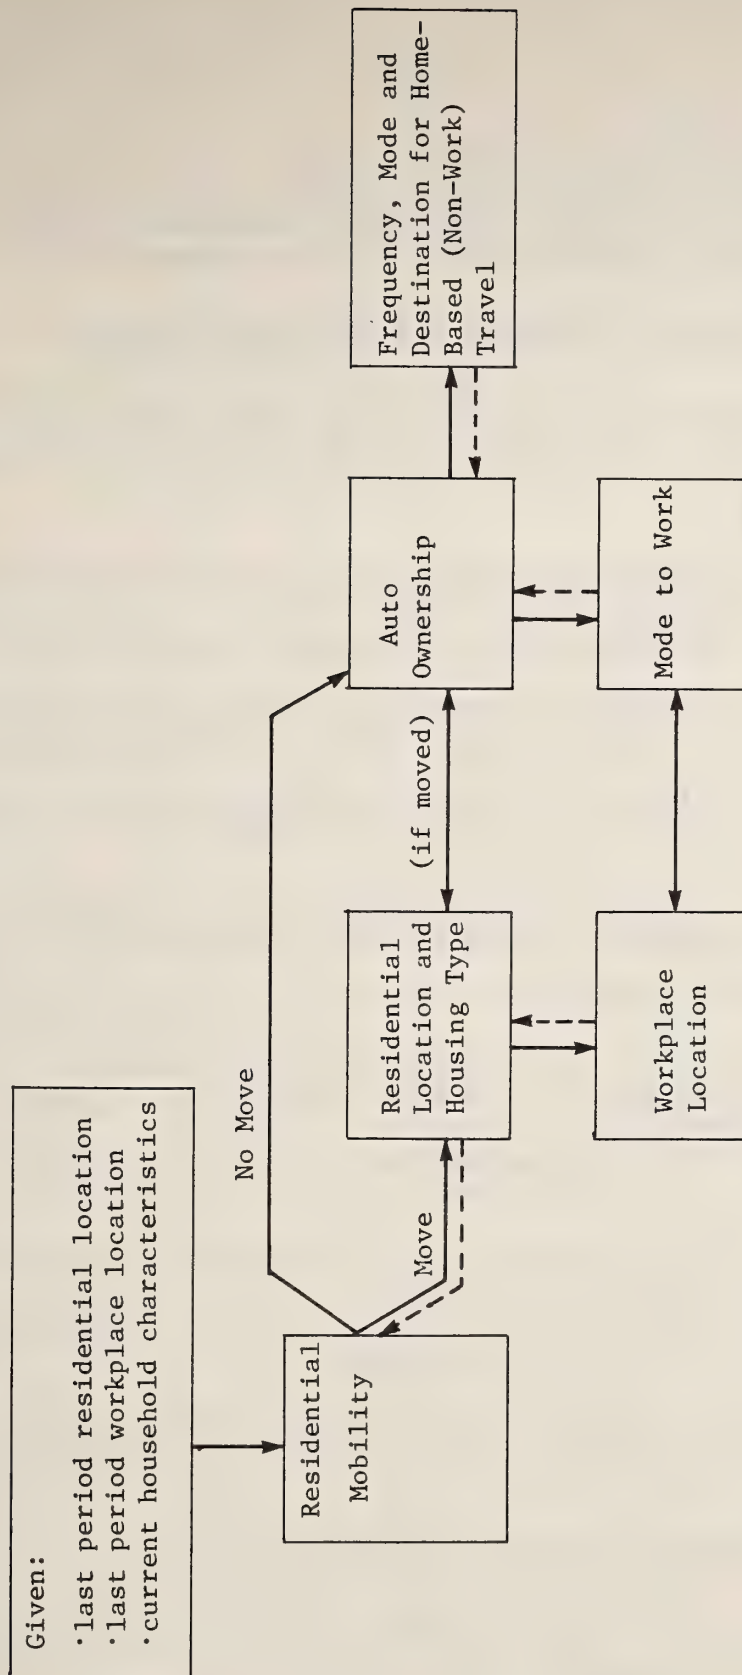 Given:
·last period residential location
·last period workplace location
·current household characteristics
Residential
Mobility
No Move
Move
Residential
Location and
Housing Type
(if moved)
Auto
Ownership
Frequency, Mode and
Destination for Home-
Based (Non-Work)
Travel
Workplace
Location
Mode to Work